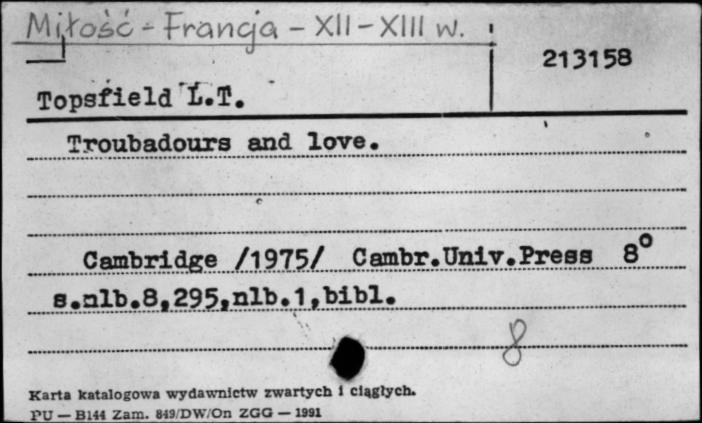 Miłość - Francja - XII - XIII w.
213158
Topsfield L.T.
Troubadours and love.
Cambridge /1975/ Cambr.Univ.Press 8°
s.nlb.8,295,nlb.1,bibl.
8
Karta katalogowa wydawnictw zwartych i ciągłych.
PU — B144 Zam. 849/DW/On ZGG — 1991